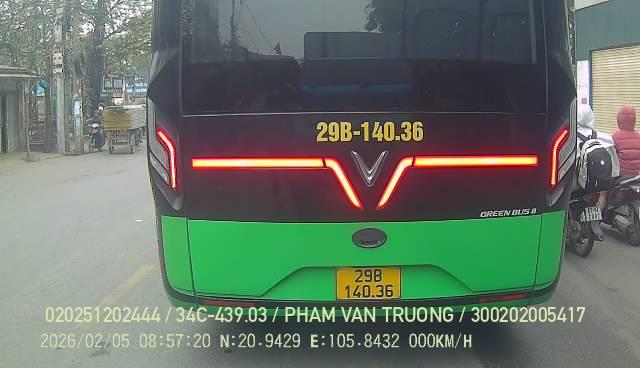 29B-140.36
GREEN BUS 8
29B
140.36
020251202444 / 34C-439.03 / PHAM VAN TRUONG / 300202005417
2026/02/05 08:57:20 N:20.9429 E:105.8432 000KM/H